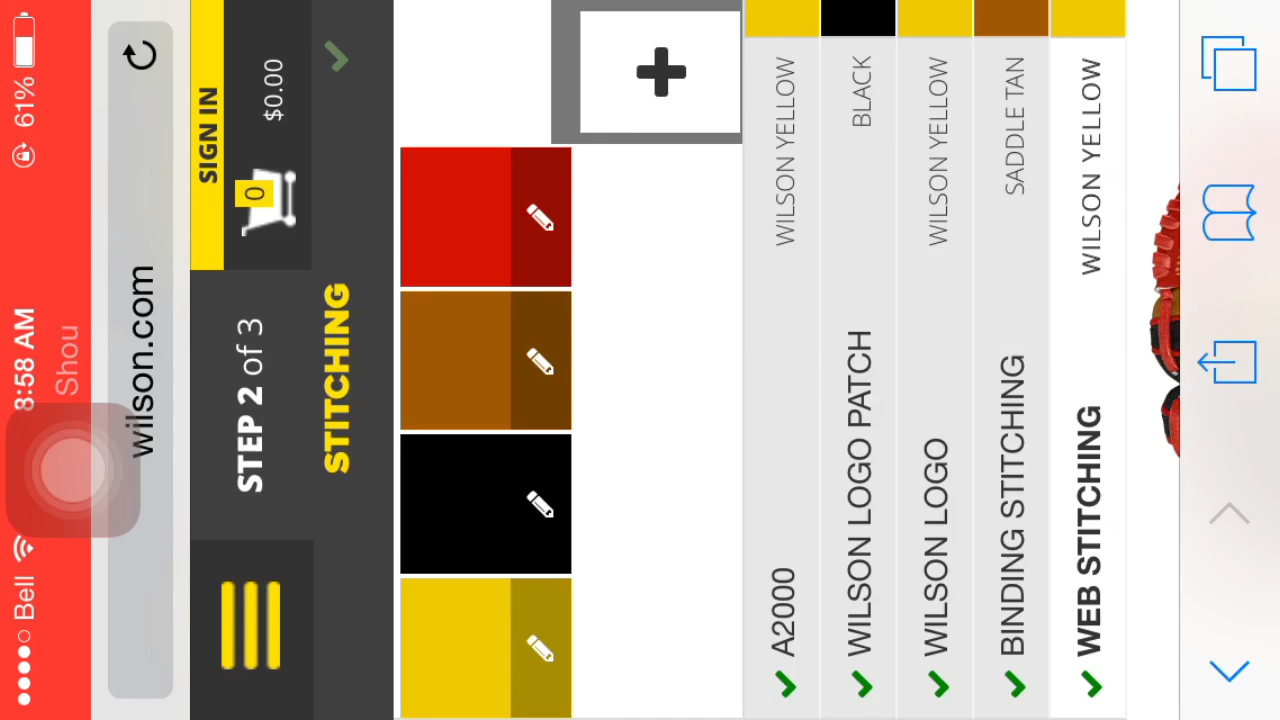 ●●●●○ Bell 8:58 AM 61%
Shou
wilson.com
STEP 2 of 3
SIGN IN
0
$0.00
STITCHING
A2000 WILSON YELLOW
WILSON LOGO PATCH BLACK
WILSON LOGO WILSON YELLOW
BINDING STITCHING SADDLE TAN
WEB STITCHING WILSON YELLOW